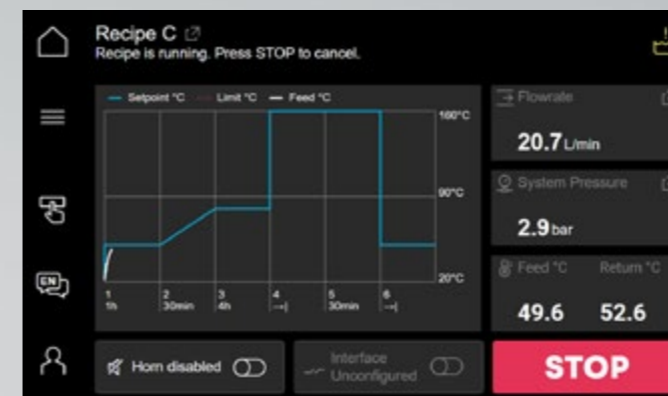 Recipe C
Recipe is running. Press STOP to cancel.
Setpoint °C Limit °C Feed °C
160°C
90°C
20°C
1 2 3 4 5 6
1h 30min 4h →| 30min →|
Flowrate
20.7 L/min
System Pressure
2.9 bar
Feed °C Return °C
49.6 52.6
EN
Horn disabled
Interface
Unconfigured
STOP